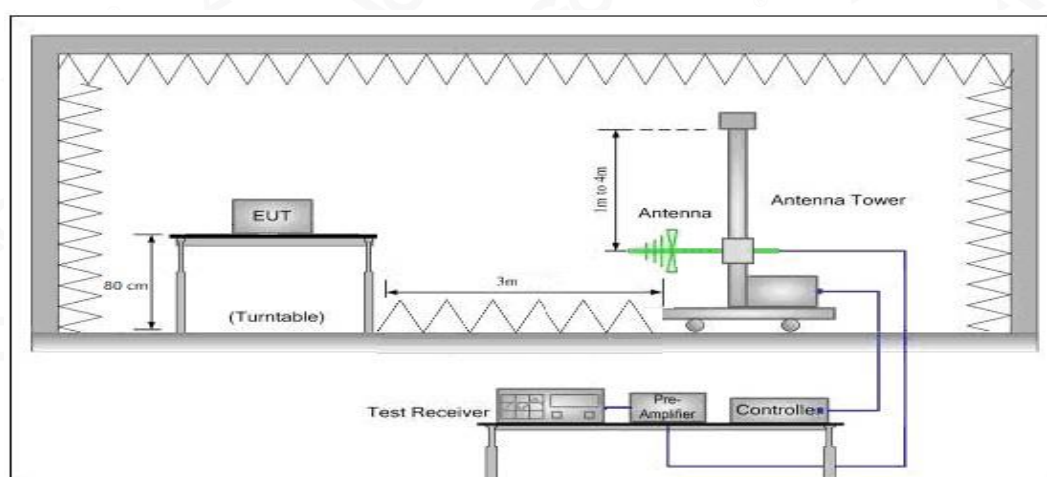 1m to 4m
Antenna
Antenna Tower
EUT
80 cm
3m
(Turntable)
Test Receiver
Pre-
Amplifier
Controller